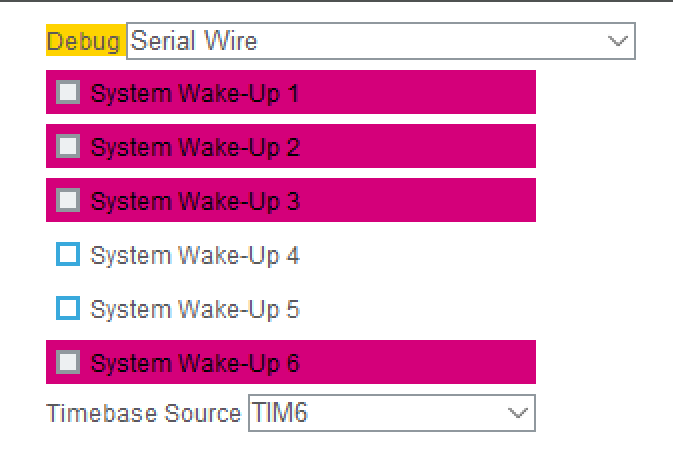 Debug Serial Wire
System Wake-Up 1
System Wake-Up 2
System Wake-Up 3
System Wake-Up 4
System Wake-Up 5
System Wake-Up 6
Timebase Source TIM6